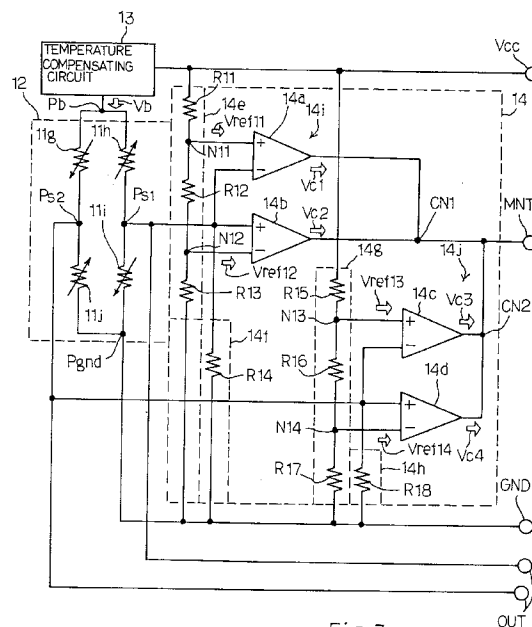 13
TEMPERATURE
COMPENSATING
CIRCUIT
Vcc
12
Pb
Vb
R11
14e
14a
14i
14
11g
11h
Vref11
N11
Vc1
Ps2
Ps1
R12
14b
Vc2
CN1
MNT
11i
N12
Vref12
14g
14j
R13
R15
Vref13
14c
Vc3
CN2
11j
N13
14f
Pgnd
R14
R16
14d
N14
Vref14
Vc4
R17
14h
R18
GND
OUT